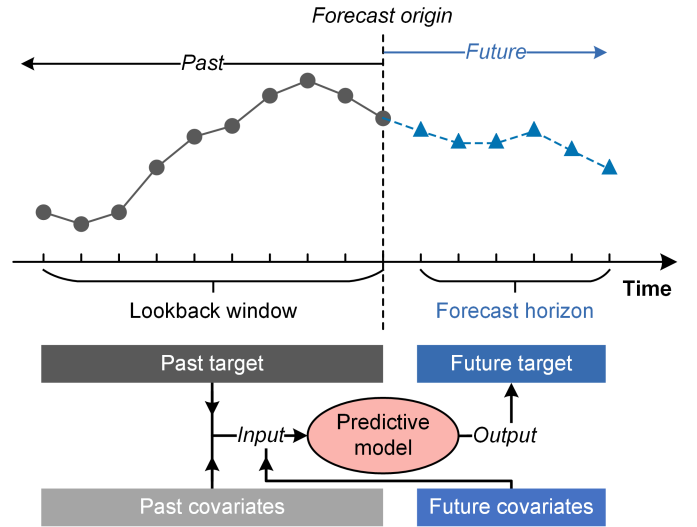 Forecast origin
Past
Future
Time
Lookback window
Forecast horizon
Past target
Future target
Input
Predictive
model
Output
Past covariates
Future covariates